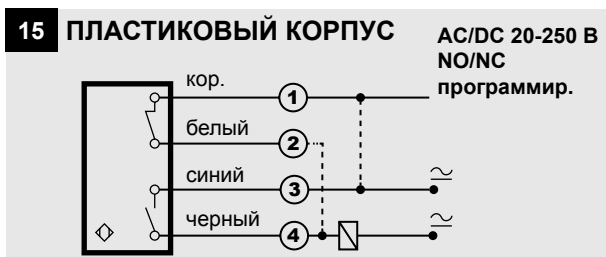 15 ПЛАСТИКОВЫЙ КОРПУС
AC/DC 20-250 В
NO/NC
программир.
кор.
1
белый
2
синий
3
черный
4